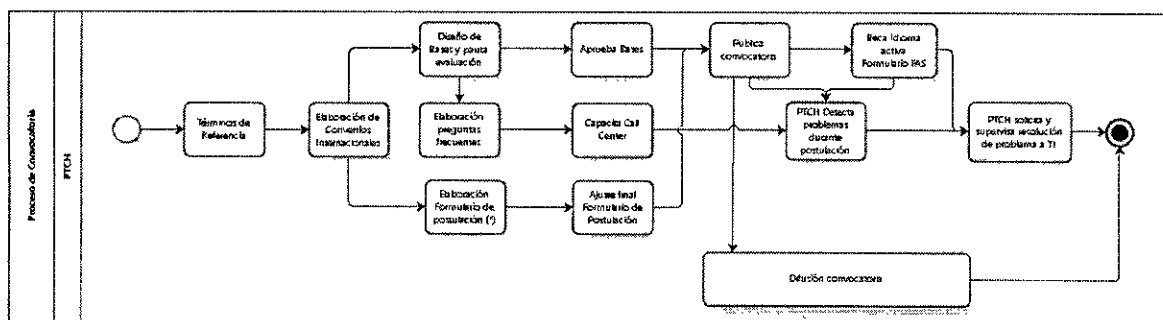 Proceso de Convocatoria
PTCH
Términos de
Referencia
Elaboración de
Convenios
Internacionales
Diseño de
Bases y pauta
evaluación
Aprueba Bases
Publica
convocatoria
Beca Idioma
activa
Formulario FAS
Elaboración
preguntas
frecuentes
Capacita Call
Center
PTCH Detecta
problemas
durante
postulación
PTCH solicita y
supervisa resolución
de problema a TI
Elaboración
Formulario de
postulación (*)
Ajuste final
Formulario de
Postulación
Difusión convocatoria